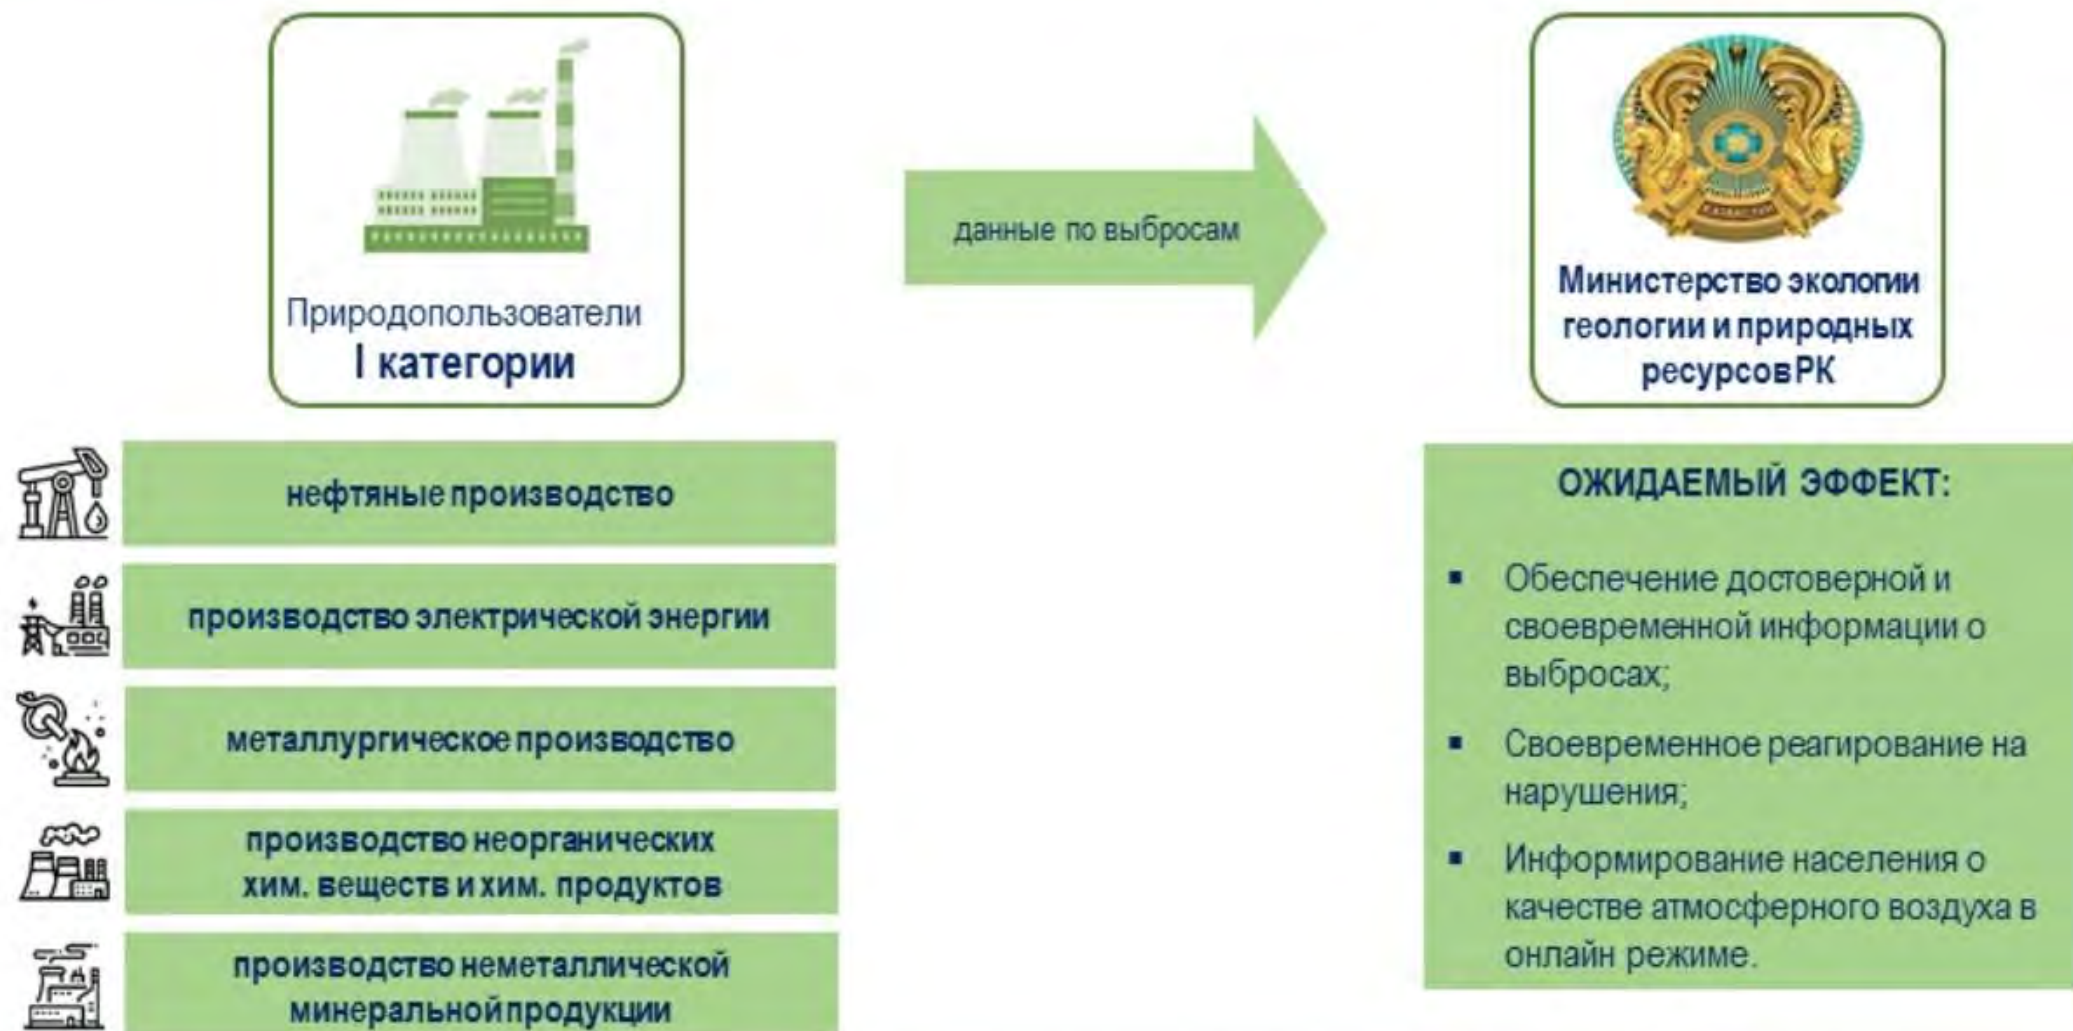 Природопользователи
I категории
данные по выбросам
КАЗАХСТАН
Министерство экологии
геологии и природных
ресурсов РК
нефтяные производство
производство электрической энергии
металлургическое производство
производство неорганических
хим. веществ и хим. продуктов
производство неметаллической
минеральной продукции
ОЖИДАЕМЫЙ ЭФФЕКТ:
▪ Обеспечение достоверной и
своевременной информации о
выбросах;
▪ Своевременное реагирование на
нарушения;
▪ Информирование населения о
качестве атмосферного воздуха в
онлайн режиме.